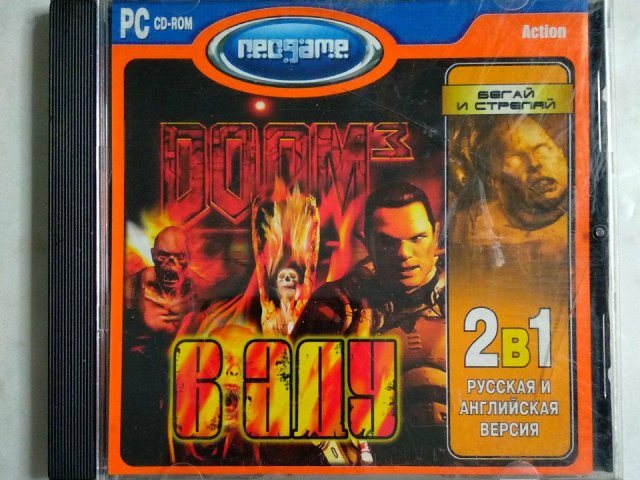 PC CD-ROM
neogame
Action
БЕГАЙ
И СТРЕЛЯЙ
DOOM³
В АДУ
2в1
РУССКАЯ И
АНГЛИЙСКАЯ
ВЕРСИЯ